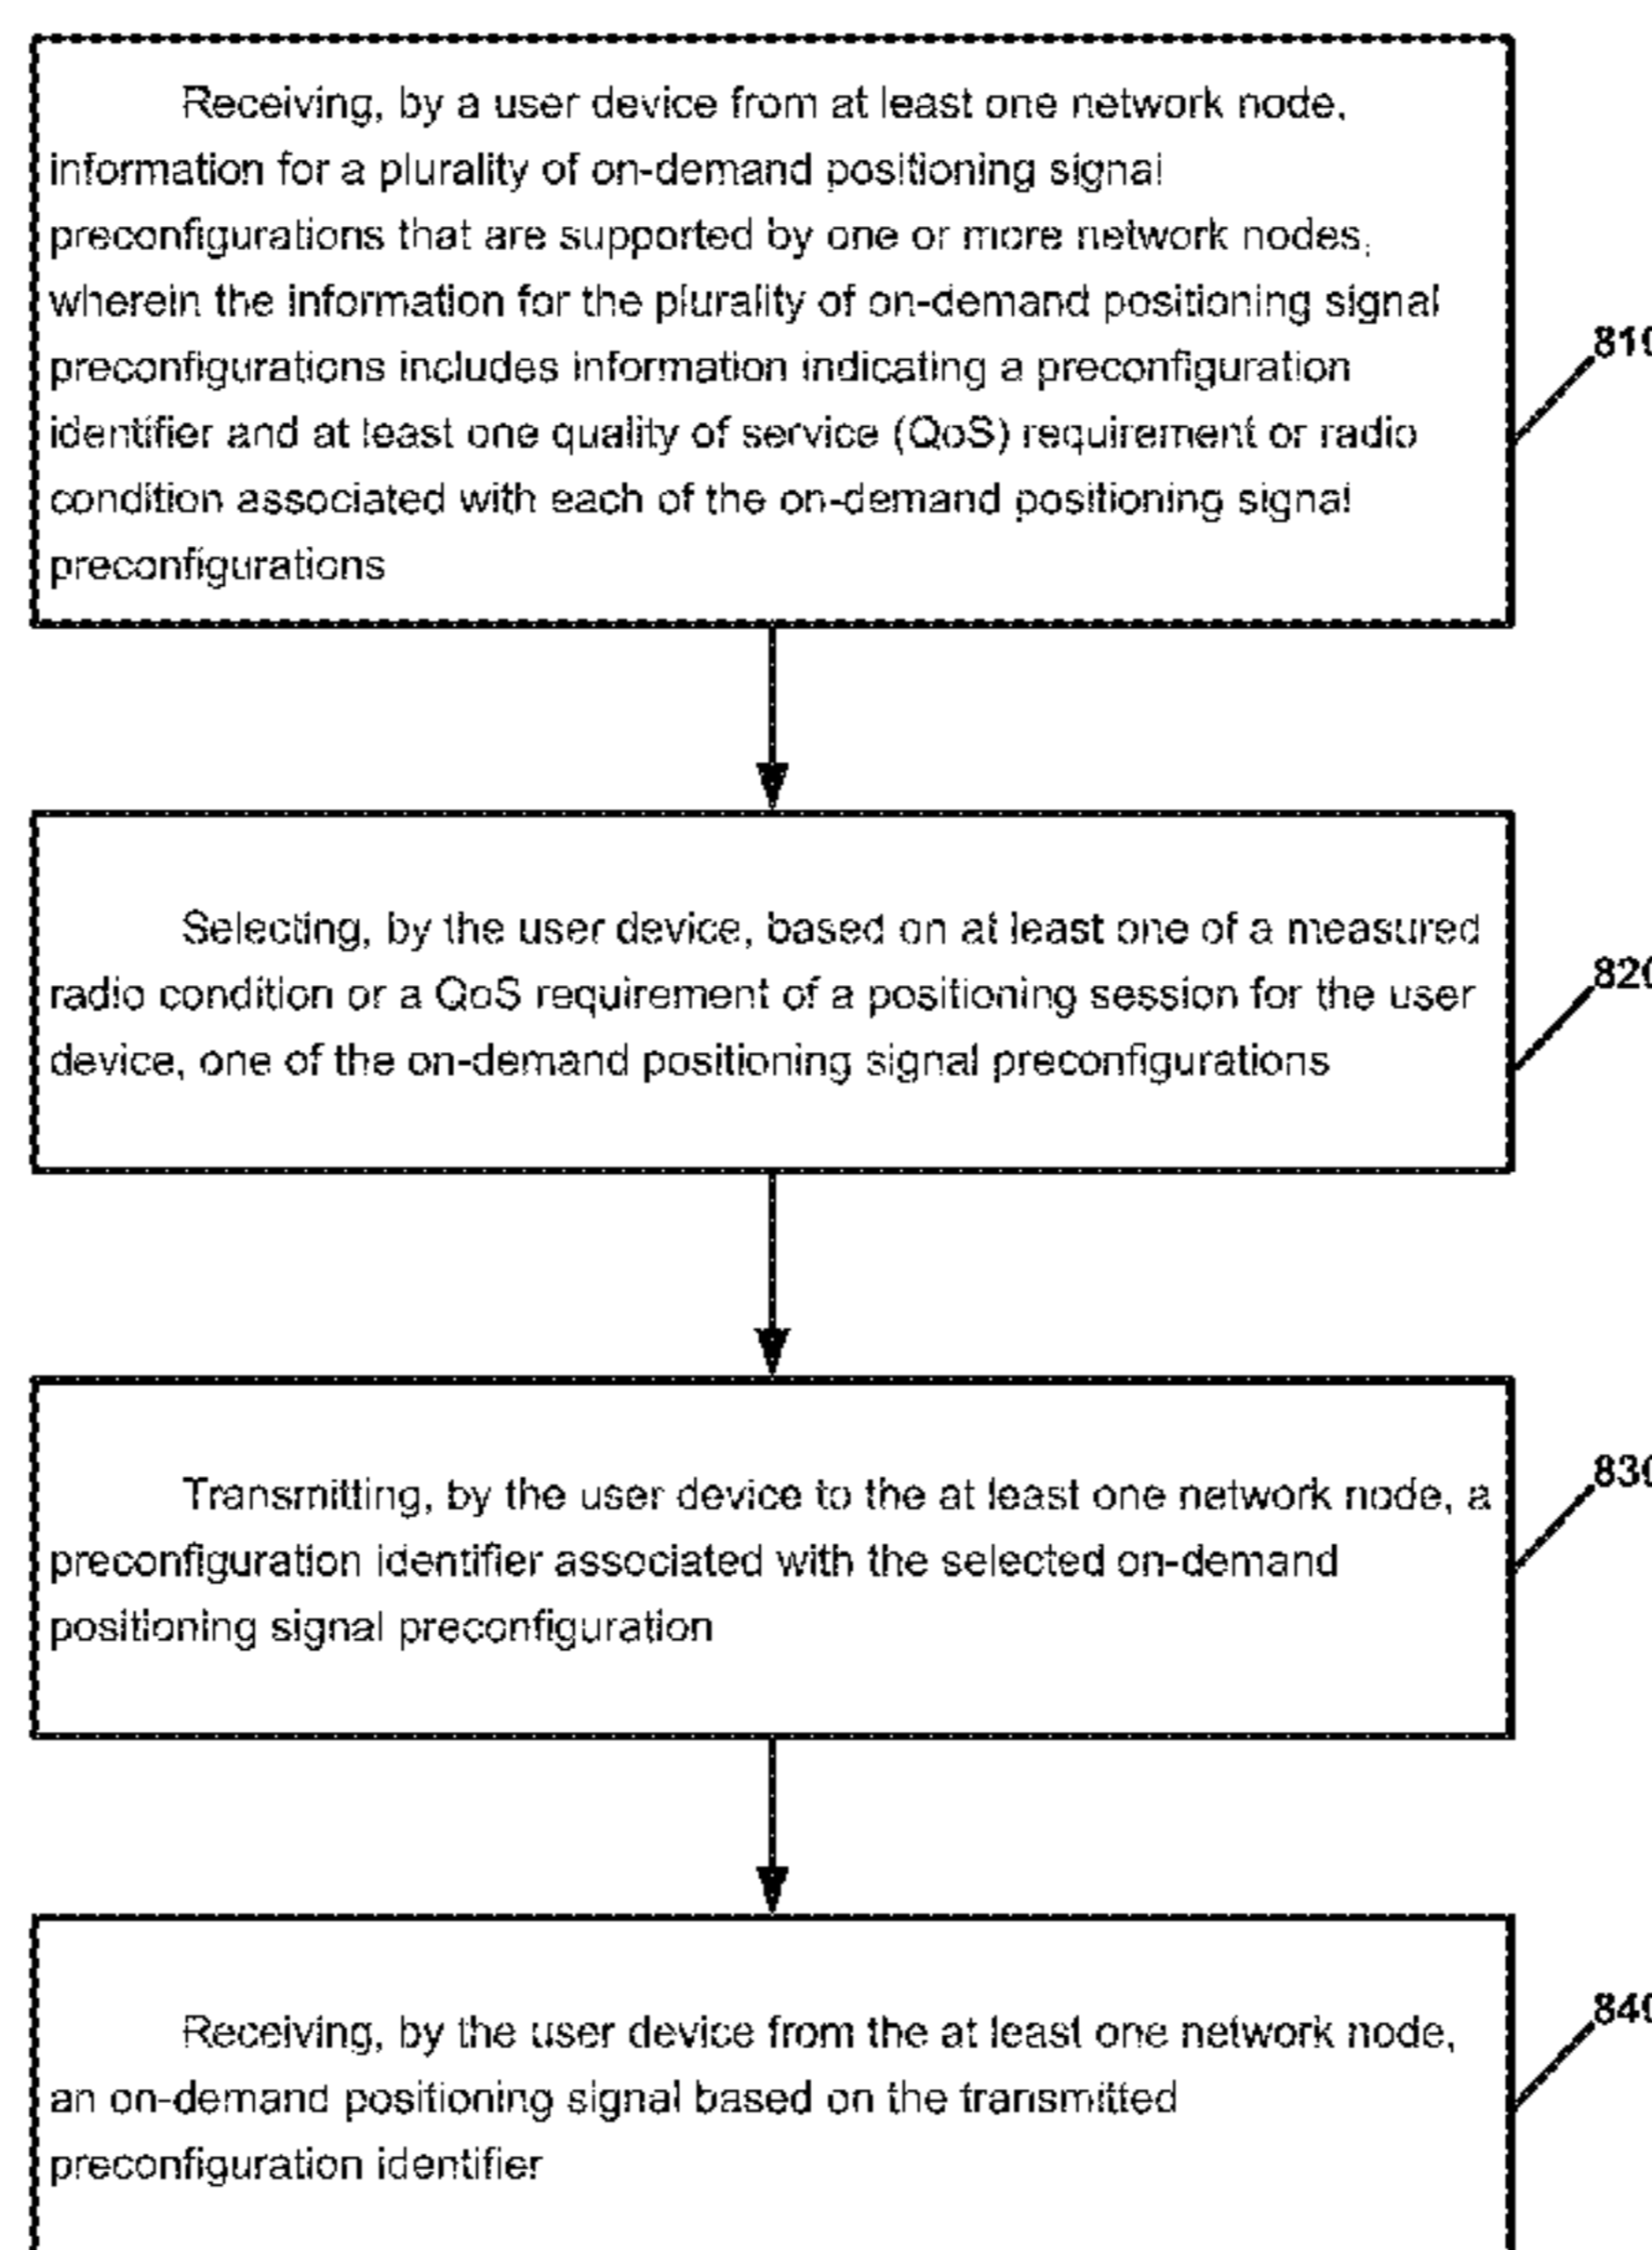 Receiving, by a user device from at least one network node,
information for a plurality of on-demand positioning signal
preconfigurations that are supported by one or more network nodes,
wherein the information for the plurality of on-demand positioning signal
preconfigurations includes information indicating a preconfiguration
identifier and at least one quality of service (QoS) requirement or radio
condition associated with each of the on-demand positioning signal
preconfigurations
810
Selecting, by the user device, based on at least one of a measured
radio condition or a QoS requirement of a positioning session for the user
device, one of the on-demand positioning signal preconfigurations
820
Transmitting, by the user device to the at least one network node, a
preconfiguration identifier associated with the selected on-demand
positioning signal preconfiguration
830
Receiving, by the user device from the at least one network node,
an on-demand positioning signal based on the transmitted
preconfiguration identifier
840